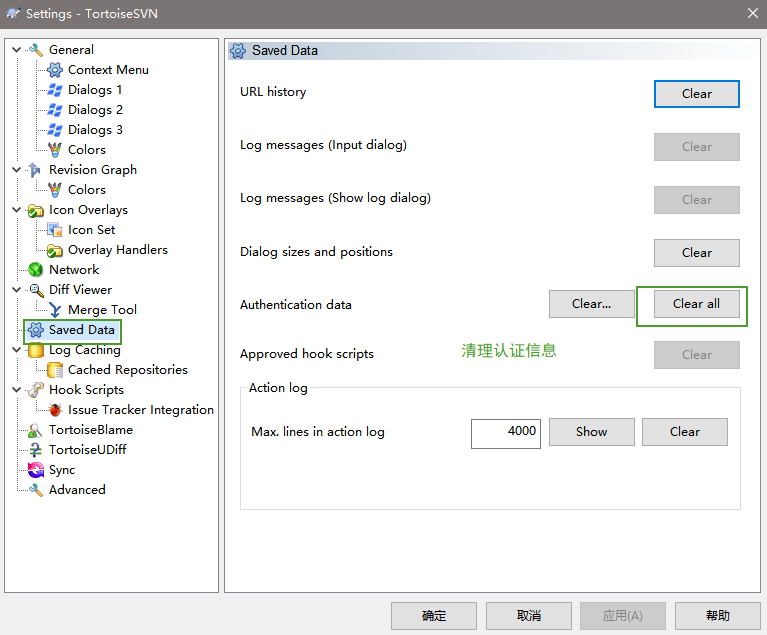 Settings - TortoiseSVN
General
Context Menu
Dialogs 1
Dialogs 2
Dialogs 3
Colors
Revision Graph
Colors
Icon Overlays
Icon Set
Overlay Handlers
Network
Diff Viewer
Merge Tool
Saved Data
Log Caching
Cached Repositories
Hook Scripts
Issue Tracker Integration
TortoiseBlame
TortoiseUDiff
Sync
Advanced
Saved Data
URL history Clear
Log messages (Input dialog) Clear
Log messages (Show log dialog) Clear
Dialog sizes and positions Clear
Authentication data Clear... Clear all
Approved hook scripts 清理认证信息 Clear
Action log
Max. lines in action log 4000 Show Clear
确定 取消 应用(A) 帮助